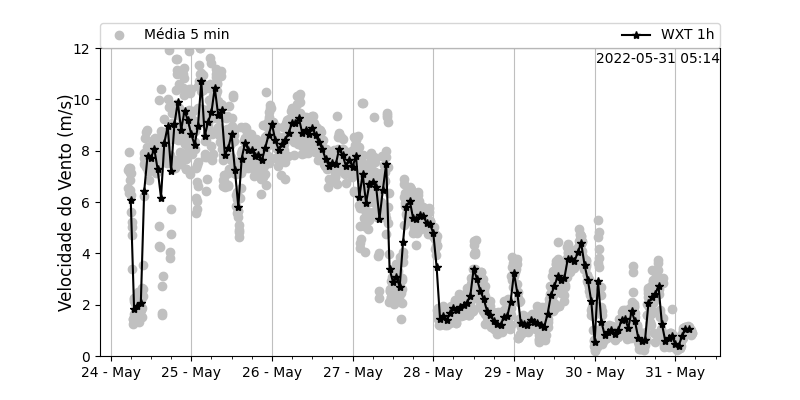 Média 5 min
WXT 1h
2022-05-31 05:14
Velocidade do Vento (m/s)
12
10
8
6
4
2
0
24 - May
25 - May
26 - May
27 - May
28 - May
29 - May
30 - May
31 - May